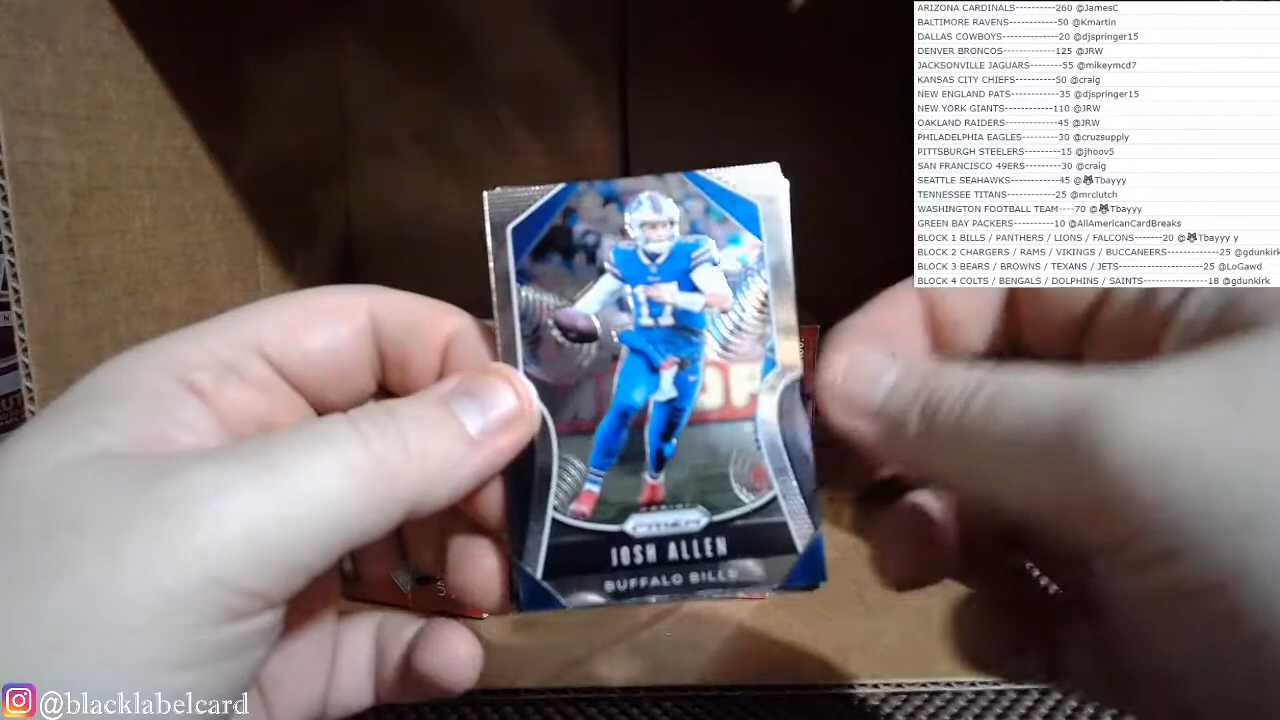 ARIZONA CARDINALS----------260 @JamesC
BALTIMORE RAVENS------------50 @Kmartin
DALLAS COWBOYS--------------20 @djspringer15
DENVER BRONCOS-------------125 @JRW
JACKSONVILLE JAGUARS--------55 @mikeymcd7
KANSAS CITY CHIEFS----------50 @craig
NEW ENGLAND PATS------------35 @djspringer15
NEW YORK GIANTS------------110 @JRW
OAKLAND RAIDERS-------------45 @JRW
PHILADELPHIA EAGLES---------30 @cruzsupply
PITTSBURGH STEELERS---------15 @jhoov5
SAN FRANCISCO 49ERS---------30 @craig
SEATTLE SEAHAWKS------------45 @Tbayyy
TENNESSEE TITANS------------25 @mrclutch
WASHINGTON FOOTBALL TEAM----70 @Tbayyy
GREEN BAY PACKERS-----------10 @AllAmericanCardBreaks
BLOCK 1 BILLS / PANTHERS / LIONS / FALCONS-------20 @Tbayyy y
BLOCK 2 CHARGERS / RAMS / VIKINGS / BUCCANEERS------------25 @gdunkirk
BLOCK 3 BEARS / BROWNS / TEXANS / JETS--------------------25 @LoGawd
BLOCK 4 COLTS / BENGALS / DOLPHINS / SAINTS---------------18 @gdunkirk
17
PRIZM
JOSH ALLEN
BUFFALO BILLS
@blacklabelcard